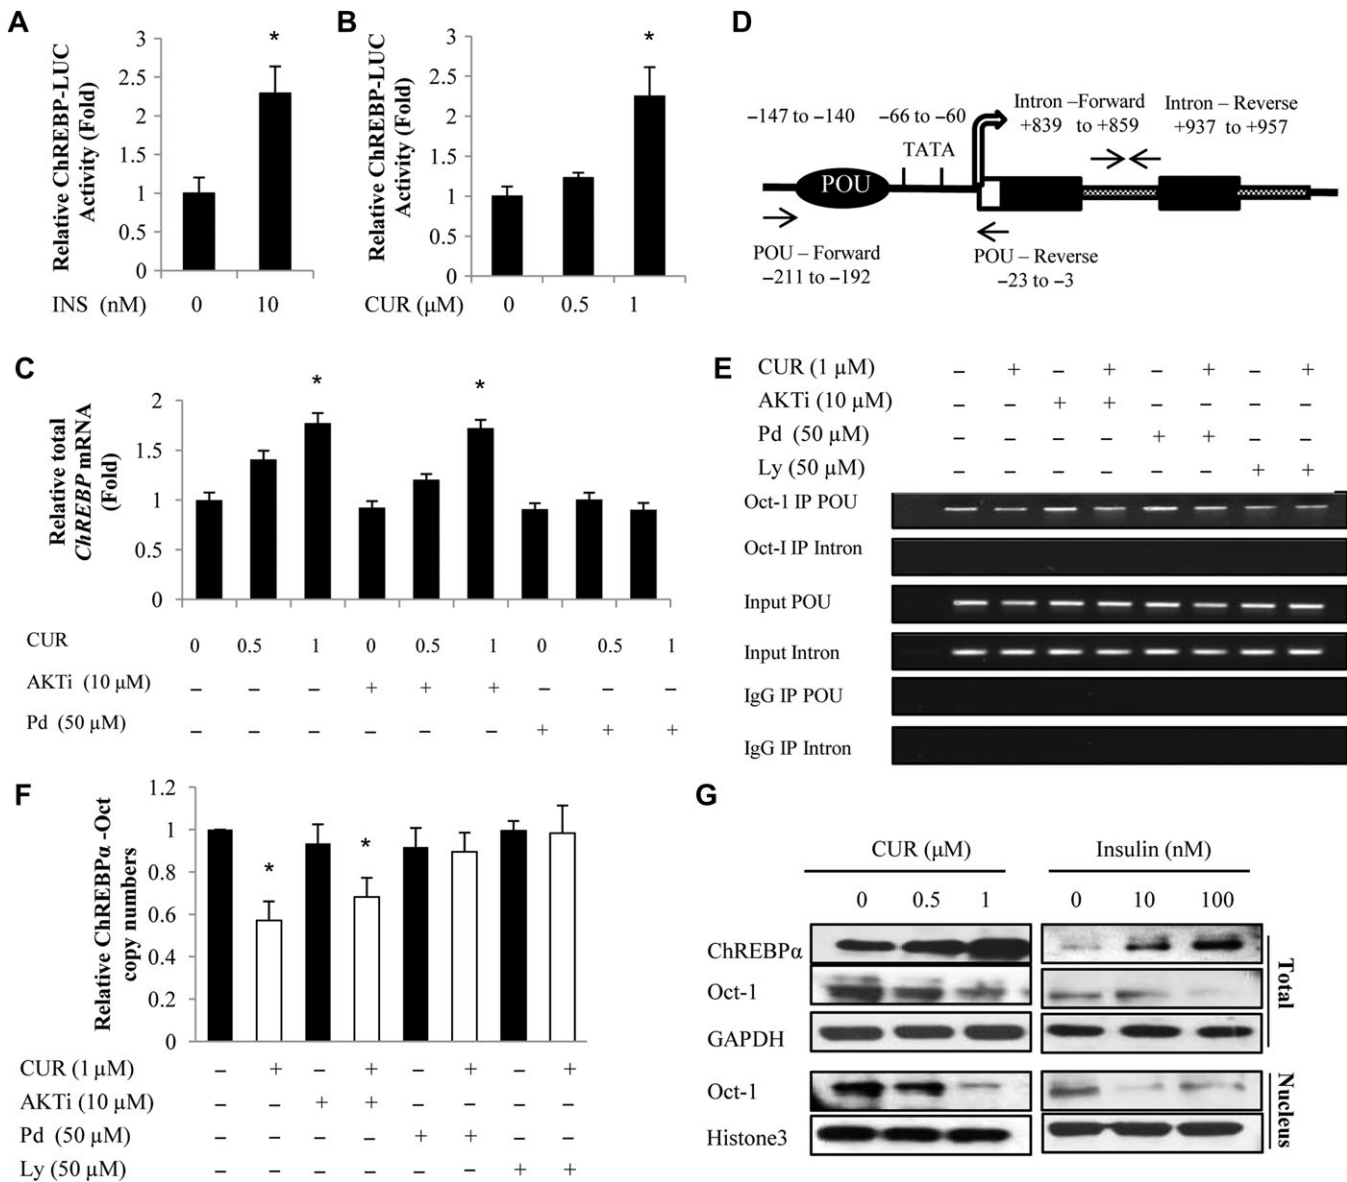 A
Relative ChREBP-LUC
Activity (Fold)
3
2.5
2
1.5
1
0.5
0
*
INS (nM) 0 10
B
Relative ChREBP-LUC
Activity (Fold)
3
2.5
2
1.5
1
0.5
0
*
CUR (µM) 0 0.5 1
D
–147 to –140 –66 to –60
TATA
POU
Intron –Forward
+839 to +859
Intron – Reverse
+937 to +957
POU – Forward
–211 to –192
POU – Reverse
–23 to –3
C
Relative total
ChREBP mRNA
(Fold)
2
1.5
1
0.5
0
* *
CUR 0 0.5 1 0 0.5 1 0 0.5 1
AKTi (10 µM) – – – + + + – – –
Pd (50 µM) – – – – – – + + +
E
CUR (1 µM) – + – + – + – +
AKTi (10 µM) – – + + – – – –
Pd (50 µM) – – – – + + – –
Ly (50 µM) – – – – – – + +
Oct-1 IP POU
Oct-I IP Intron
Input POU
Input Intron
IgG IP POU
IgG IP Intron
F
Relative ChREBPα -Oct
copy numbers
1.2
1
0.8
0.6
0.4
0.2
0
* *
CUR (1 µM) – + – + – + – +
AKTi (10 µM) – – + + – – – –
Pd (50 µM) – – – – + + – –
Ly (50 µM) – – – – – – + +
G
CUR (µM) Insulin (nM)
0 0.5 1 0 10 100
ChREBPα
Oct-1
GAPDH
Total
Oct-1
Histone3
Nucleus